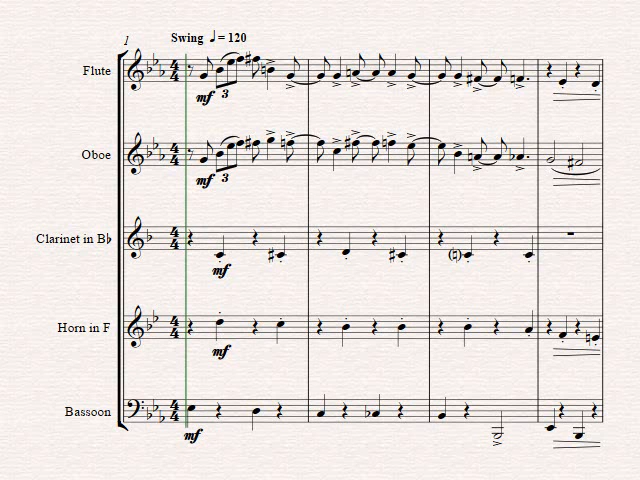 1
Swing ♩ = 120
Flute
mf
3
Oboe
mf
3
Clarinet in B♭
mf
Horn in F
mf
Bassoon
mf